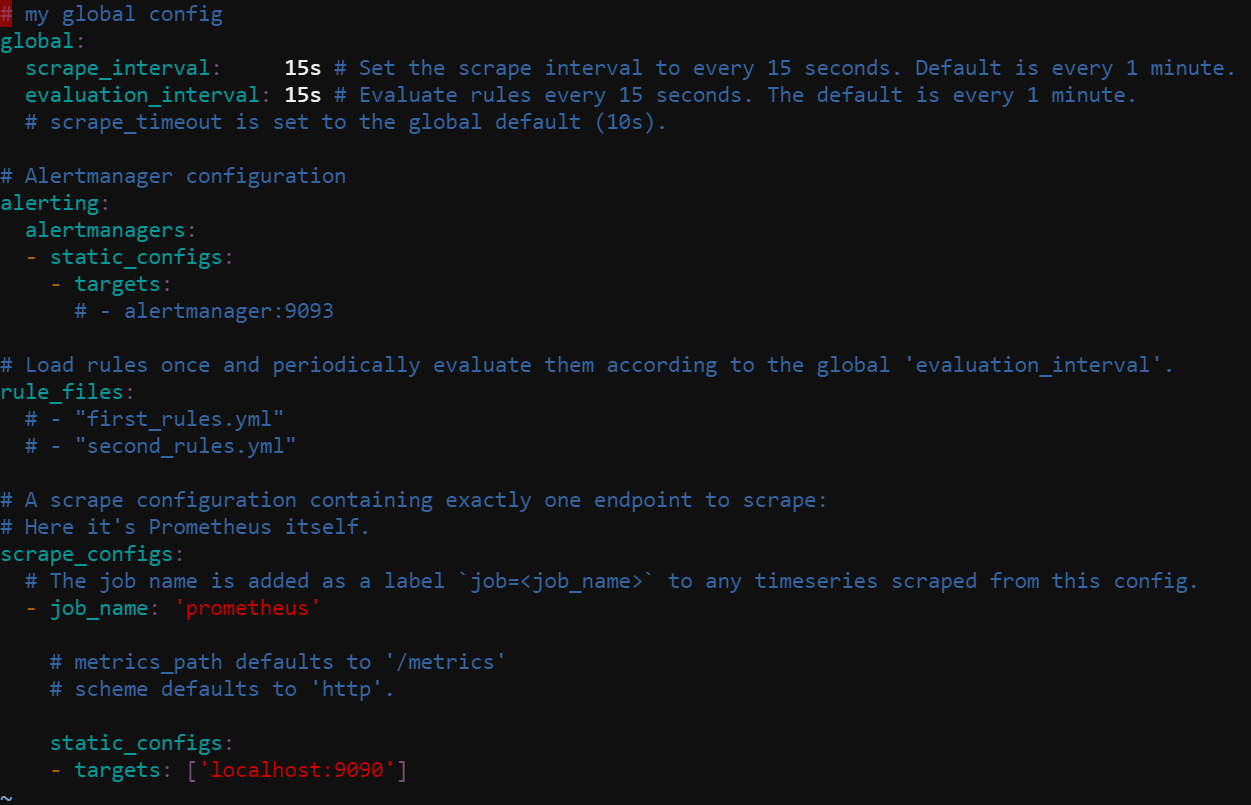 # my global config
global:
  scrape_interval:     15s # Set the scrape interval to every 15 seconds. Default is every 1 minute.
  evaluation_interval: 15s # Evaluate rules every 15 seconds. The default is every 1 minute.
  # scrape_timeout is set to the global default (10s).

# Alertmanager configuration
alerting:
  alertmanagers:
  - static_configs:
    - targets:
      # - alertmanager:9093

# Load rules once and periodically evaluate them according to the global 'evaluation_interval'.
rule_files:
  # - "first_rules.yml"
  # - "second_rules.yml"

# A scrape configuration containing exactly one endpoint to scrape:
# Here it's Prometheus itself.
scrape_configs:
  # The job name is added as a label `job=<job_name>` to any timeseries scraped from this config.
  - job_name: 'prometheus'

    # metrics_path defaults to '/metrics'
    # scheme defaults to 'http'.

    static_configs:
    - targets: ['localhost:9090']
~